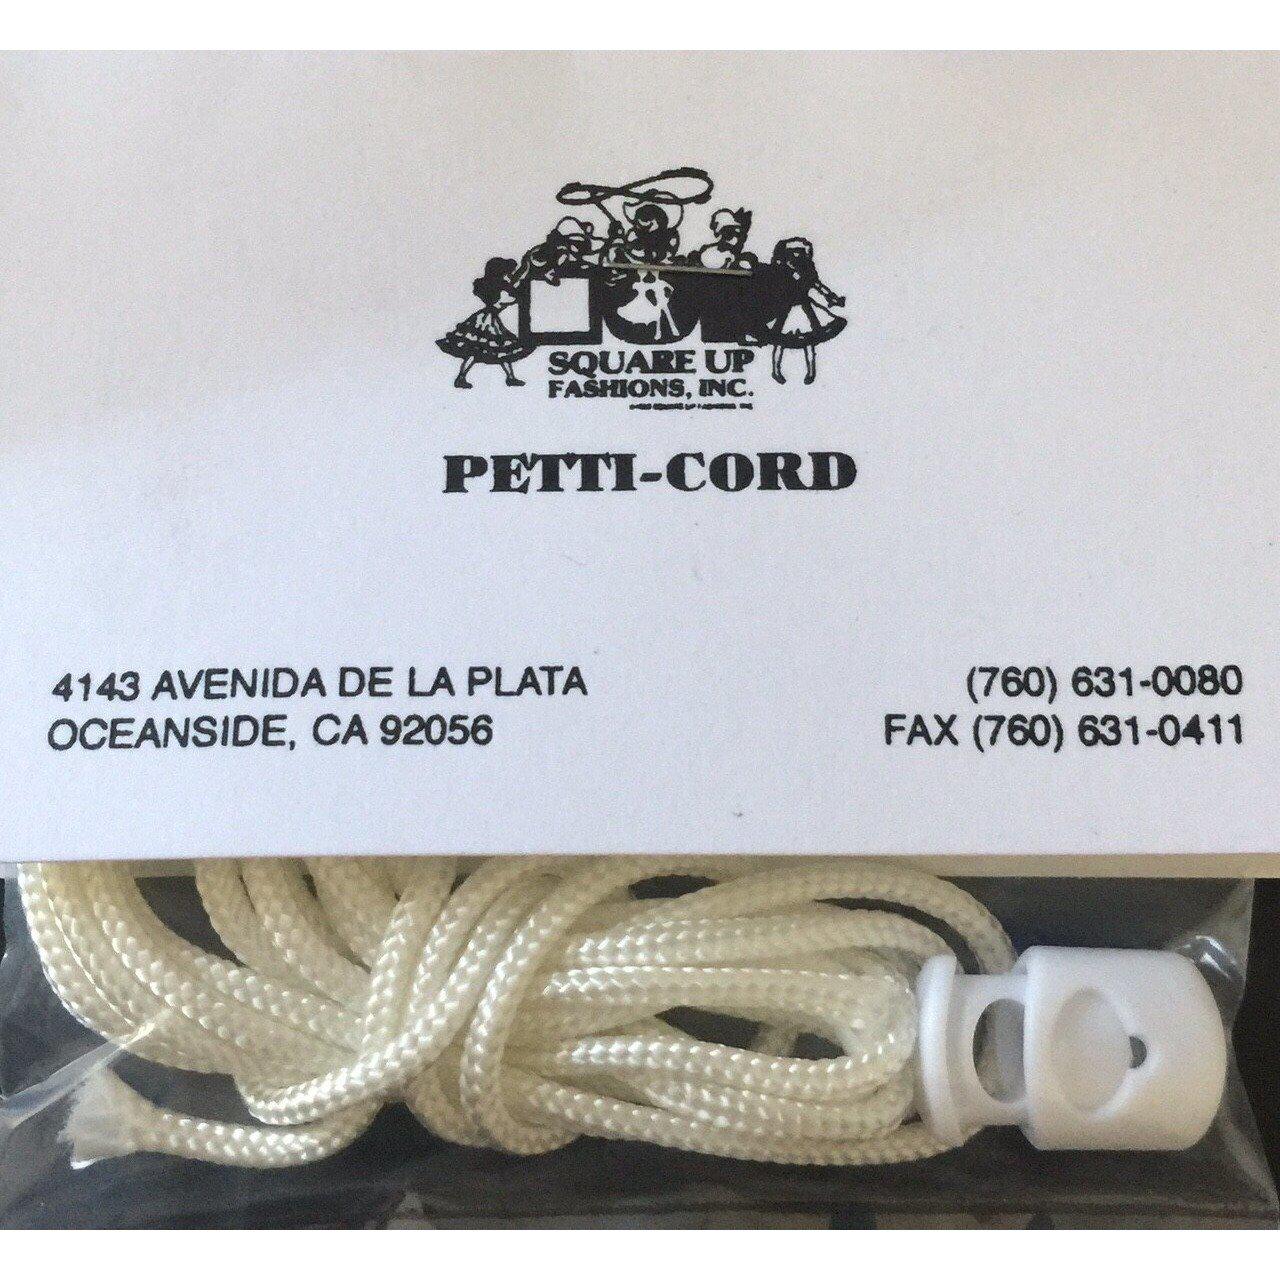 SQUARE UP
FASHIONS, INC.
PETTI-CORD
4143 AVENIDA DE LA PLATA
OCEANSIDE, CA 92056
(760) 631-0080
FAX (760) 631-0411